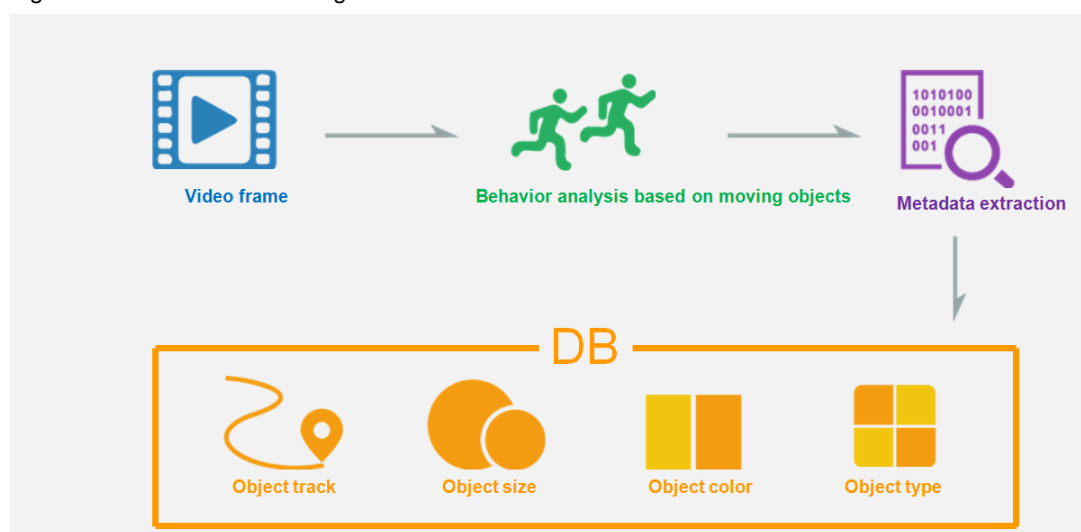 Video frame
Behavior analysis based on moving objects
1010100
0010001
0011
001
Metadata extraction
DB
Object track
Object size
Object color
Object type